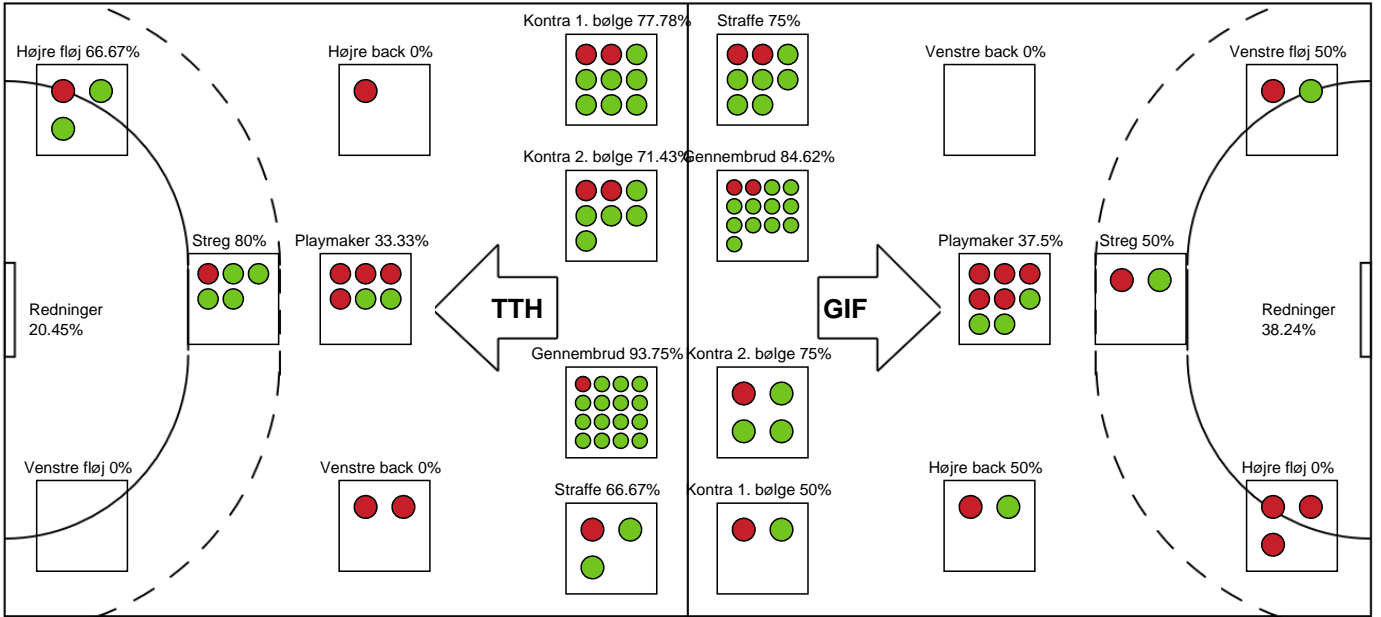 Kontra 1. bølge 77.78%
Straffe 75%
Højre fløj 66.67%
Højre back 0%
Venstre back 0%
Venstre fløj 50%
Kontra 2. bølge 71.43%
Gennembrud 84.62%
Streg 80%
Playmaker 33.33%
Playmaker 37.5%
Streg 50%
TTH
GIF
Redninger
20.45%
Redninger
38.24%
Gennembrud 93.75%
Kontra 2. bølge 75%
Venstre fløj 0%
Venstre back 0%
Højre back 50%
Højre fløj 0%
Straffe 66.67%
Kontra 1. bølge 50%